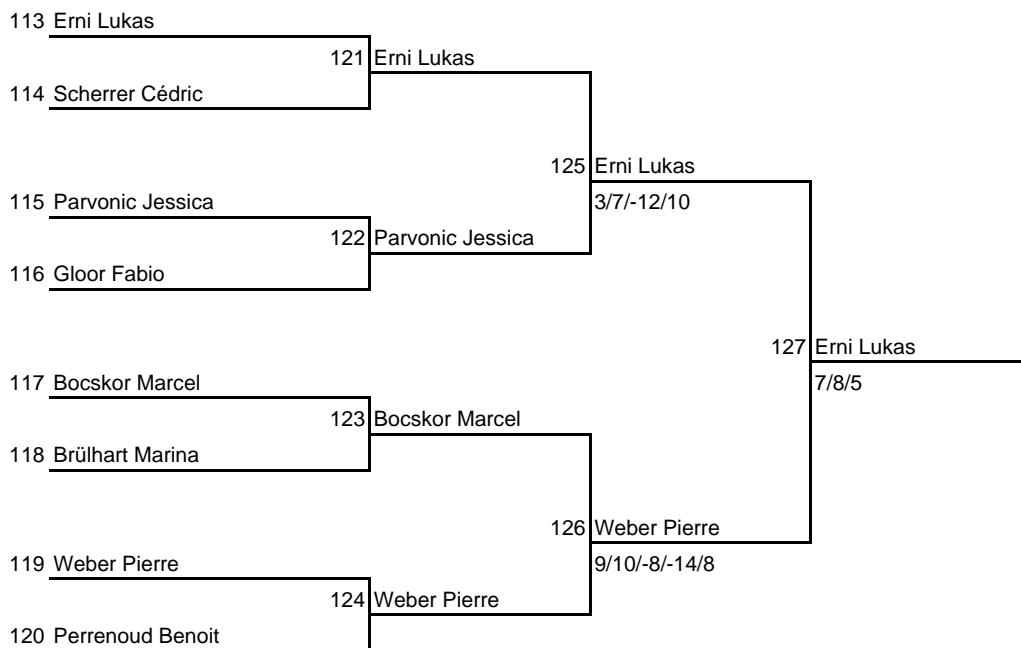 113 Erni Lukas
121 Erni Lukas
114 Scherrer Cédric
125 Erni Lukas
115 Parvonic Jessica
3/7/-12/10
122 Parvonic Jessica
116 Gloor Fabio
127 Erni Lukas
117 Bocskor Marcel
7/8/5
123 Bocskor Marcel
118 Brülhart Marina
126 Weber Pierre
119 Weber Pierre
9/10/-8/-14/8
124 Weber Pierre
120 Perrenoud Benoit